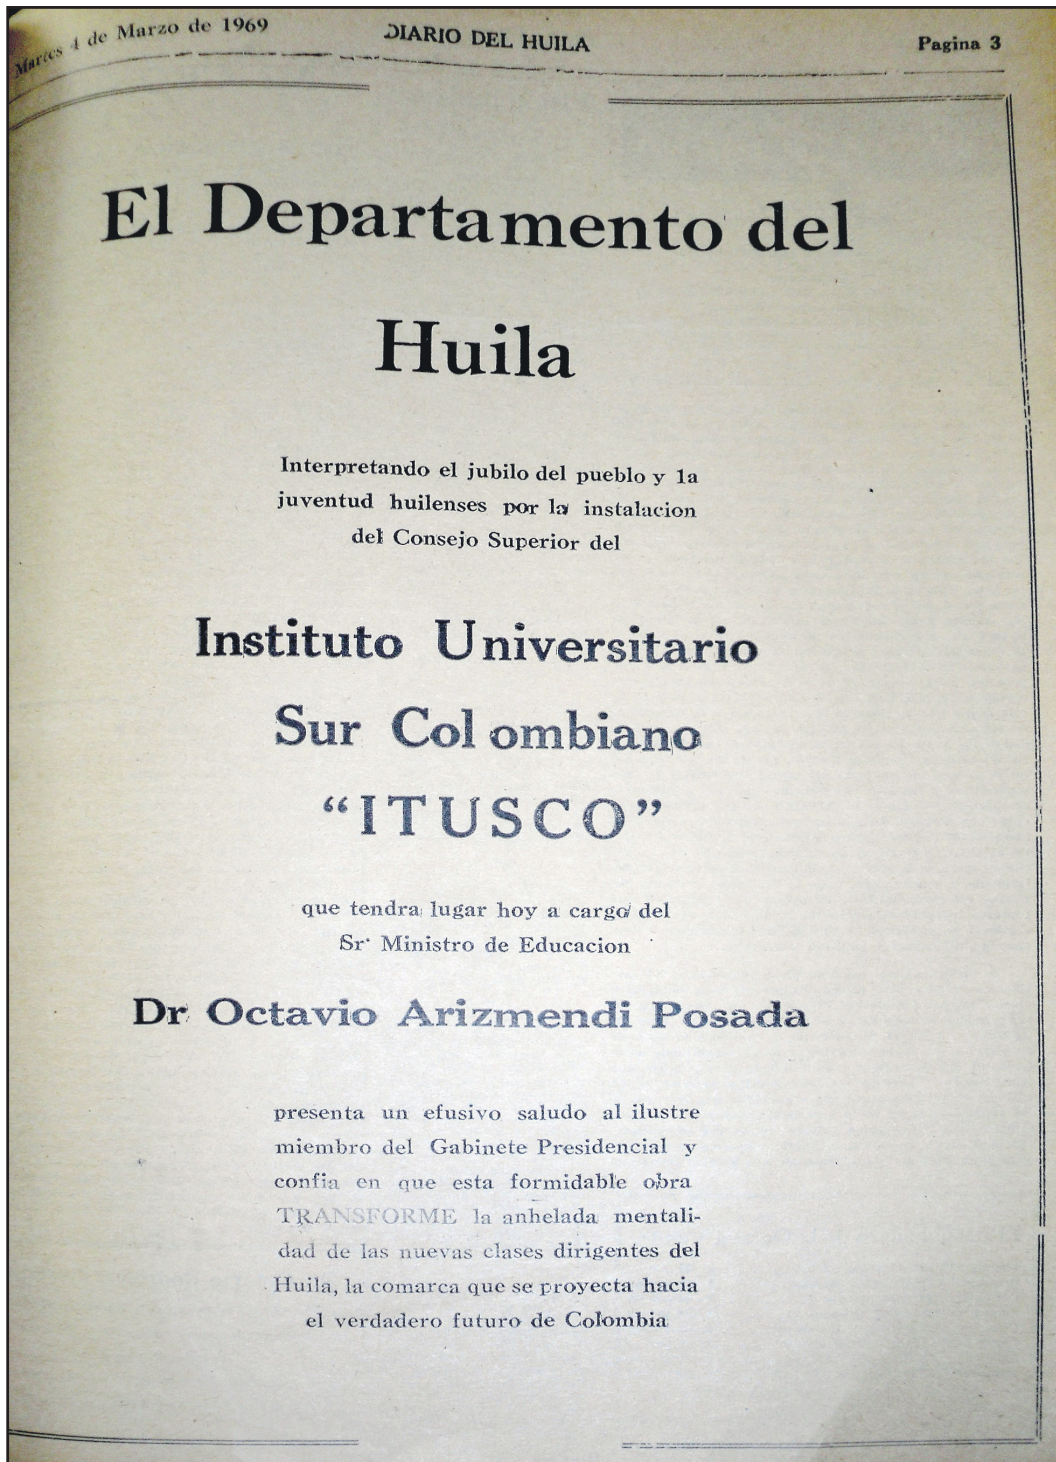 Martes 4 de Marzo de 1969 DIARIO DEL HUILA Pagina 3
El Departamento del
Huila
Interpretando el jubilo del pueblo y la
juventud huilenses por la instalacion
del Consejo Superior del
Instituto Universitario
Sur Colombiano
“ITUSCO”
que tendra lugar hoy a cargo del
Sr· Ministro de Educacion
Dr Octavio Arizmendi Posada
presenta un efusivo saludo al ilustre
miembro del Gabinete Presidencial y
confia en que esta formidable obra
TRANSFORME la anhelada mentali-
dad de las nuevas clases dirigentes del
Huila, la comarca que se proyecta hacia
el verdadero futuro de Colombia